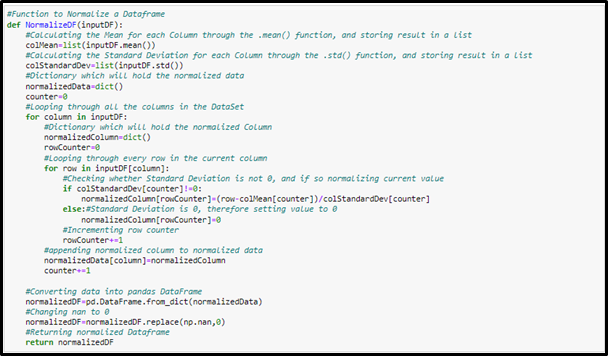 #Function to Normalize a Dataframe
def NormalizeDF(inputDF):
    #Calculating the Mean for each Column through the .mean() function, and storing result in a list
    colMean=list(inputDF.mean())
    #Calculating the Standard Deviation for each Column through the .std() function, and storing result in a list
    colStandardDev=list(inputDF.std())
    #Dictionary which will hold the normalized data
    normalizedData=dict()
    counter=0
    #Looping through all the columns in the DataSet
    for column in inputDF:
        #Dictionary which will hold the normalized Column
        normalizedColumn=dict()
        rowCounter=0
        #Looping through every row in the current column
        for row in inputDF[column]:
            #Checking whether Standard Deviation is not 0, and if so normalizing current value
            if colStandardDev[counter]!=0:
                normalizedColumn[rowCounter]=(row-colMean[counter])/colStandardDev[counter]
            else:#Standard Deviation is 0, therefore setting value to 0
                normalizedColumn[rowCounter]=0
            #Incrementing row counter
            rowCounter+=1
        #appending normalized column to normalized data
        normalizedData[column]=normalizedColumn
        counter+=1

    #Converting data into pandas DataFrame
    normalizedDF=pd.DataFrame.from_dict(normalizedData)
    #Changing nan to 0
    normalizedDF=normalizedDF.replace(np.nan,0)
    #Returning normalized Dataframe
    return normalizedDF